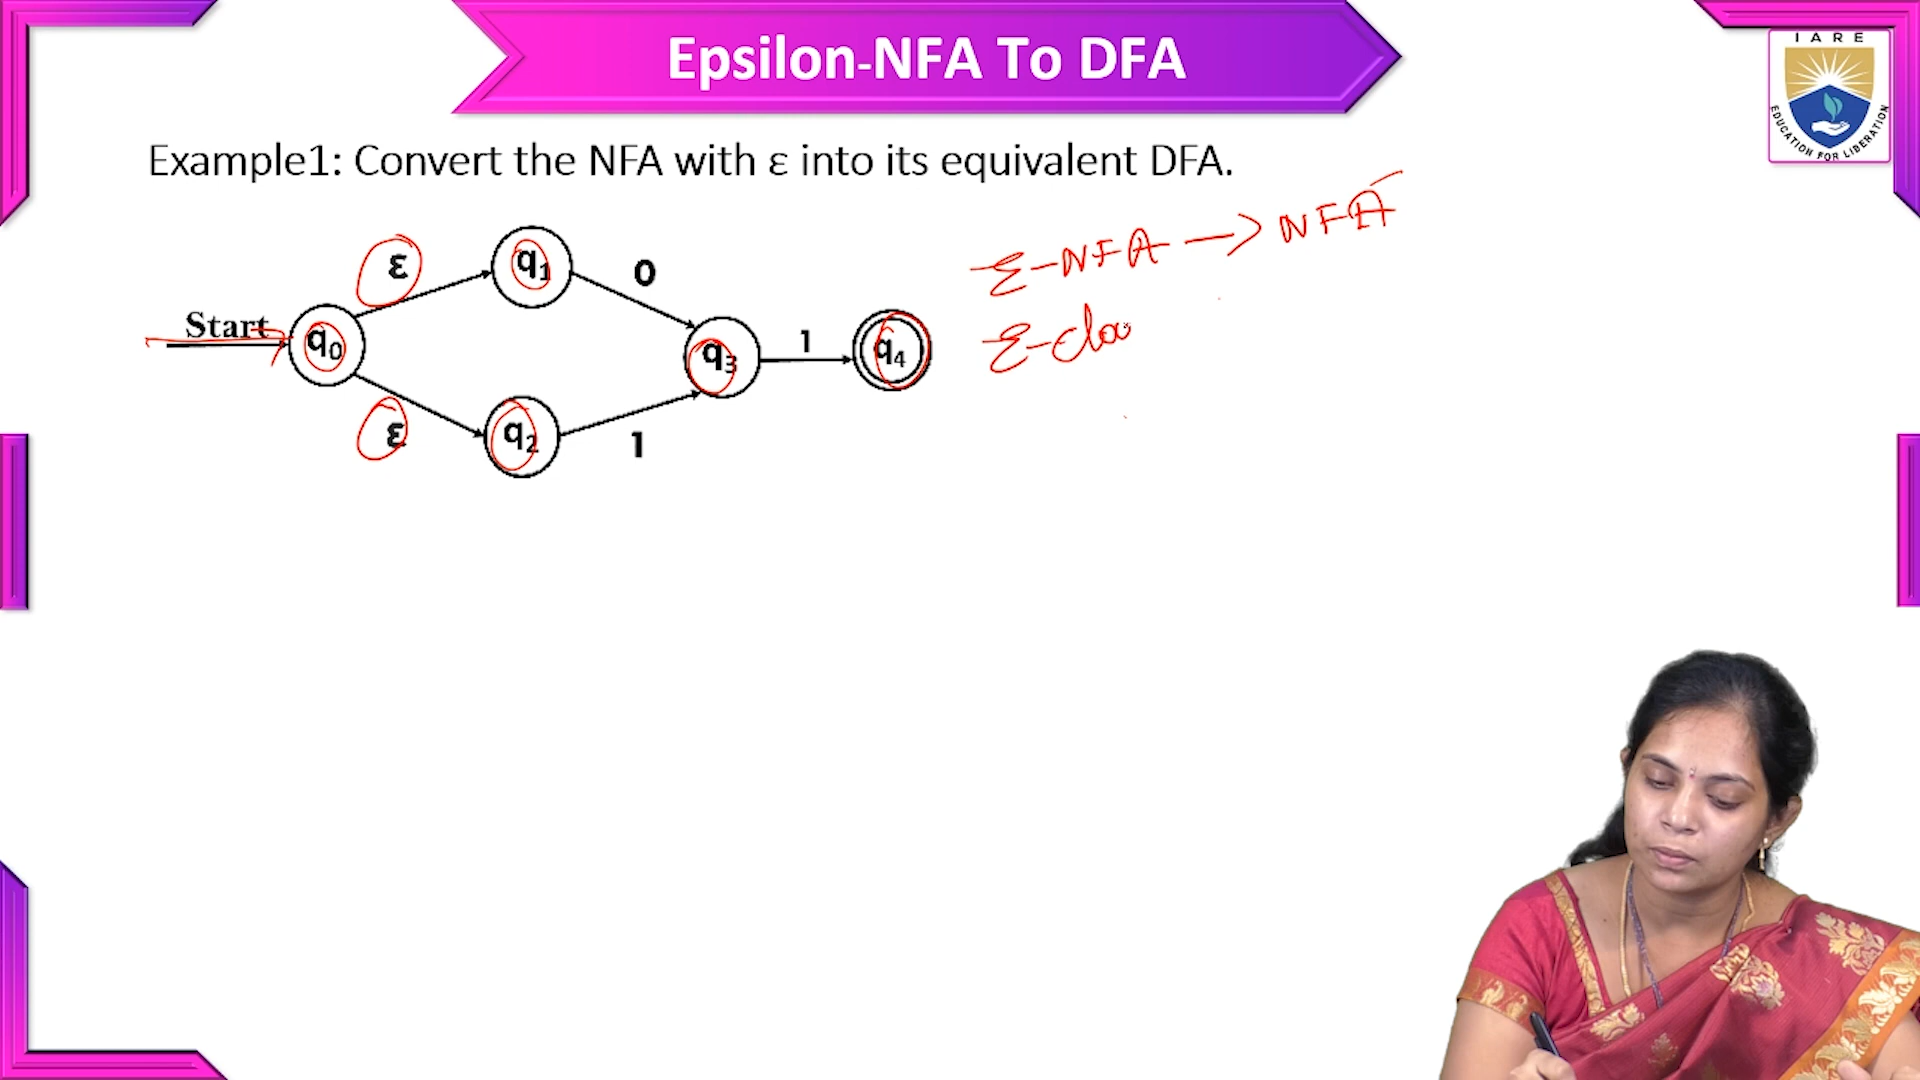 Epsilon-NFA To DFA
I A R E
EDUCATION FOR LIBERATION
Example1: Convert the NFA with ε into its equivalent DFA.
ε-NFA → NFA
ε q1 0
Start q0 q3 1 q4
ε-clo
ε q2 1